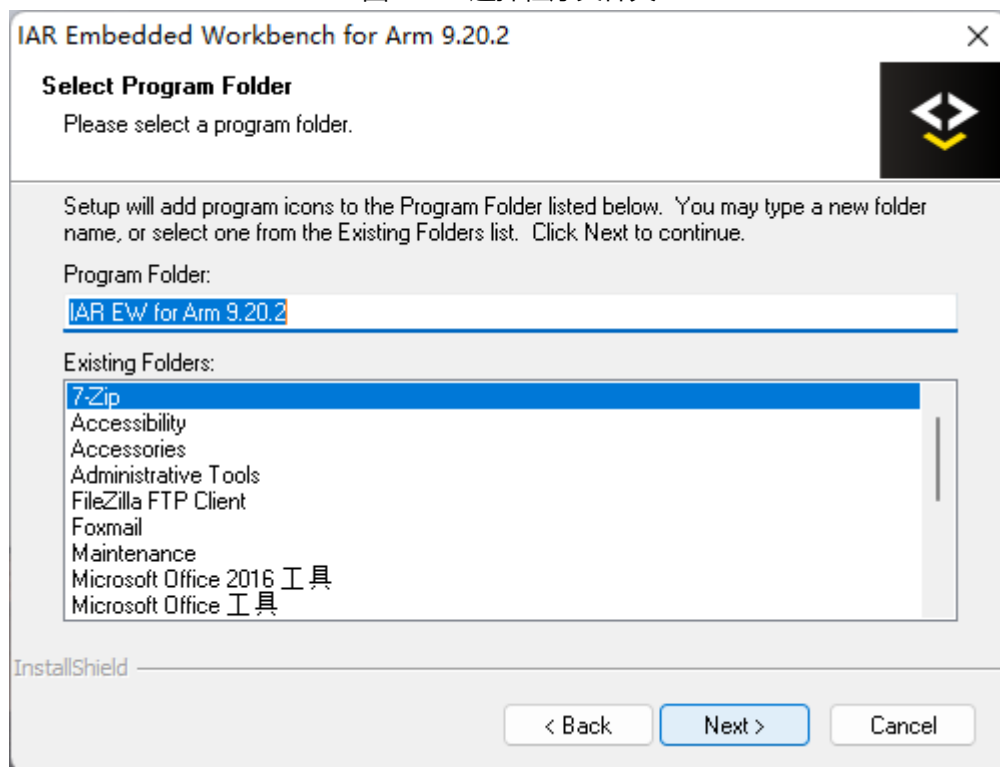 IAR Embedded Workbench for Arm 9.20.2
Select Program Folder
Please select a program folder.
Setup will add program icons to the Program Folder listed below. You may type a new folder
name, or select one from the Existing Folders list. Click Next to continue.
Program Folder:
IAR EW for Arm 9.20.2
Existing Folders:
7-Zip
Accessibility
Accessories
Administrative Tools
FileZilla FTP Client
Foxmail
Maintenance
Microsoft Office 2016 工具
Microsoft Office 工具
InstallShield
< Back
Next >
Cancel